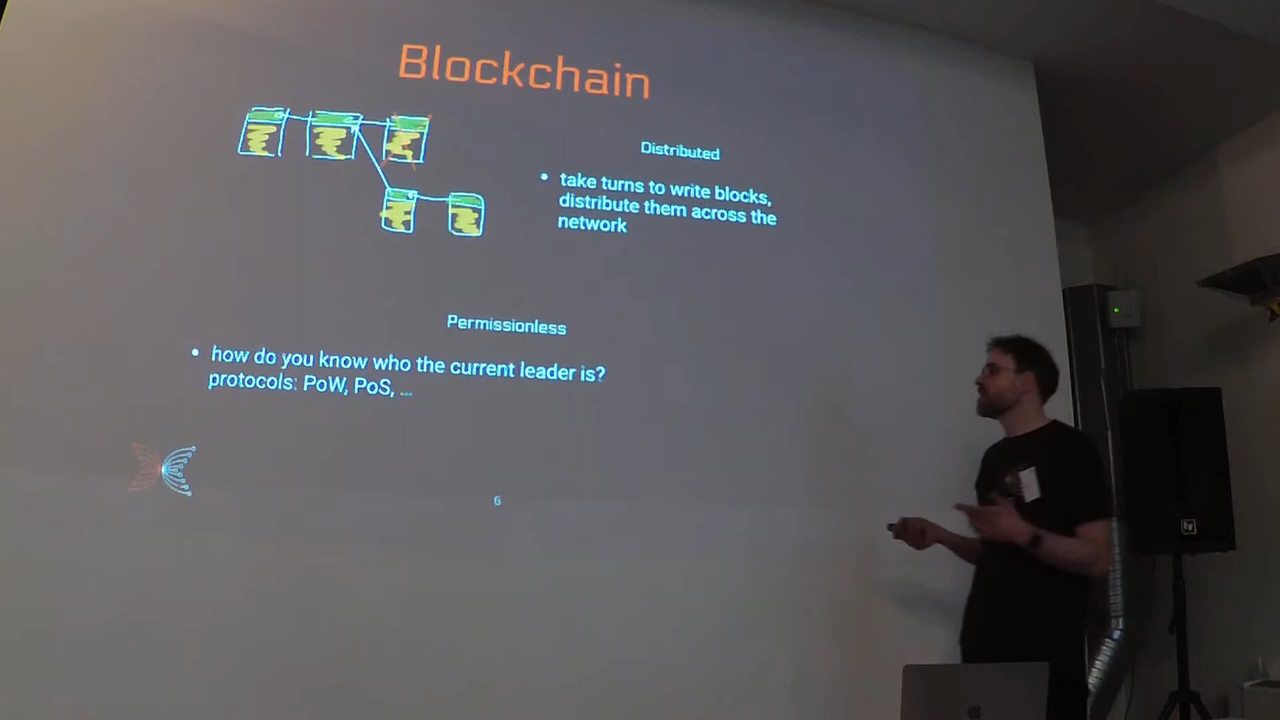 Blockchain
Distributed
• take turns to write blocks,
distribute them across the
network
Permissionless
• how do you know who the current leader is?
protocols: PoW, PoS, ...
6
EV